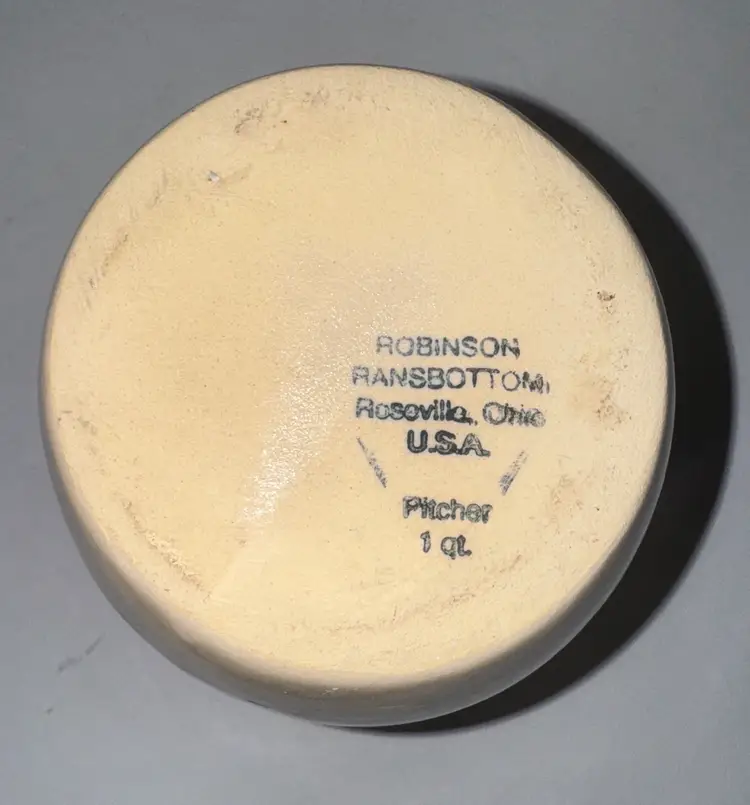 ROBINSON
RANSBOTTOM
Roseville, Ohio
U.S.A.
Pitcher
1 qt.